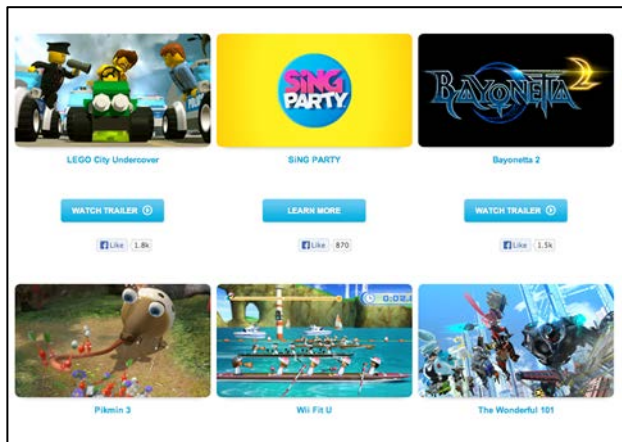 SiNG
PARTY
BAYONETTA 2
LEGO City Undercover
SiNG PARTY
Bayonetta 2
WATCH TRAILER
LEARN MORE
WATCH TRAILER
Like 1.8k
Like 870
Like 1.5k
Pikmin 3
Wii Fit U
The Wonderful 101